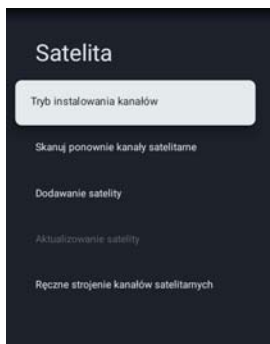 Satelita
Tryb instalowania kanałów
Skanuj ponownie kanały satelitarne
Dodawanie satelity
Aktualizowanie satelity
Ręczne strojenie kanałów satelitarnych